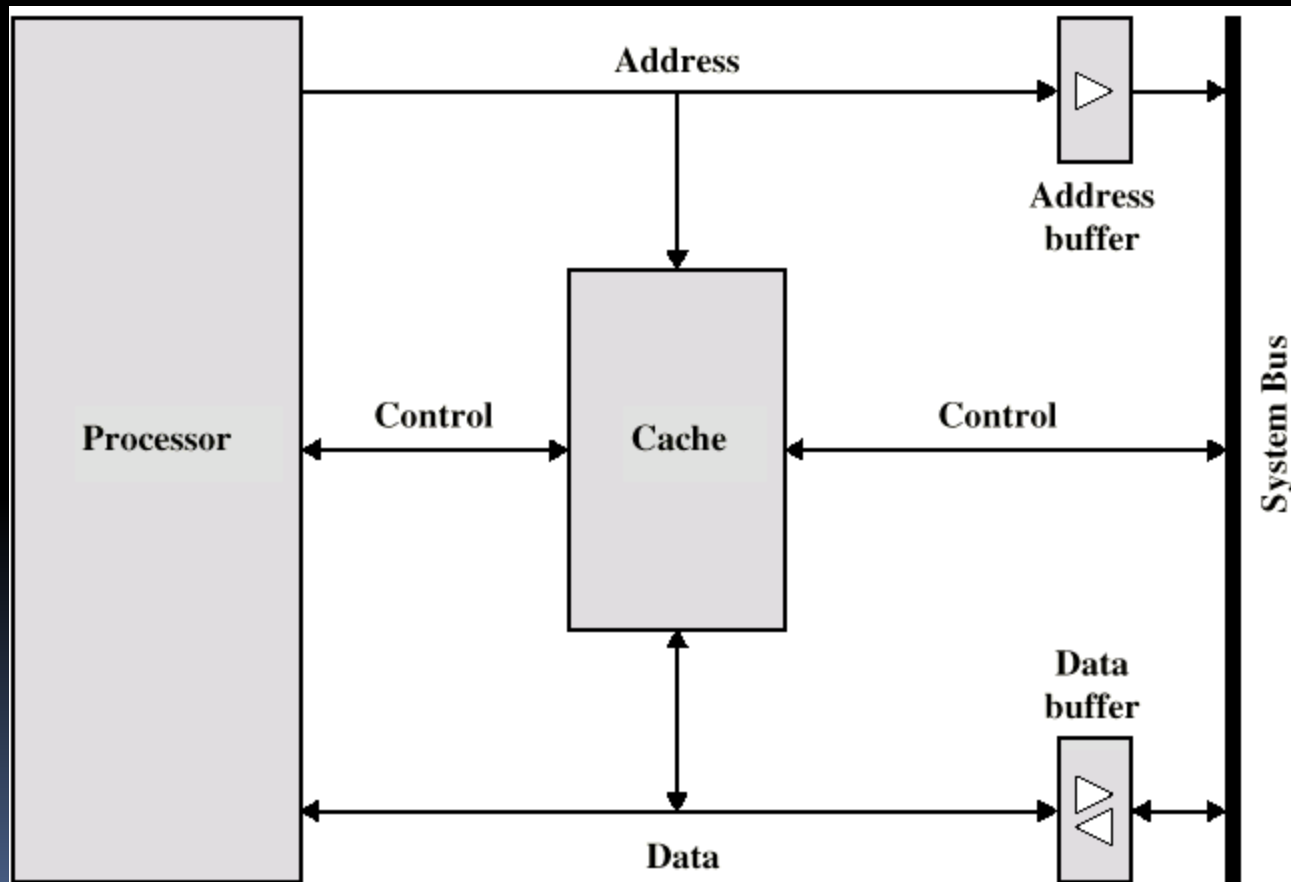 Address
Address
buffer
Control
Control
Processor
Cache
System Bus
Data
buffer
Data